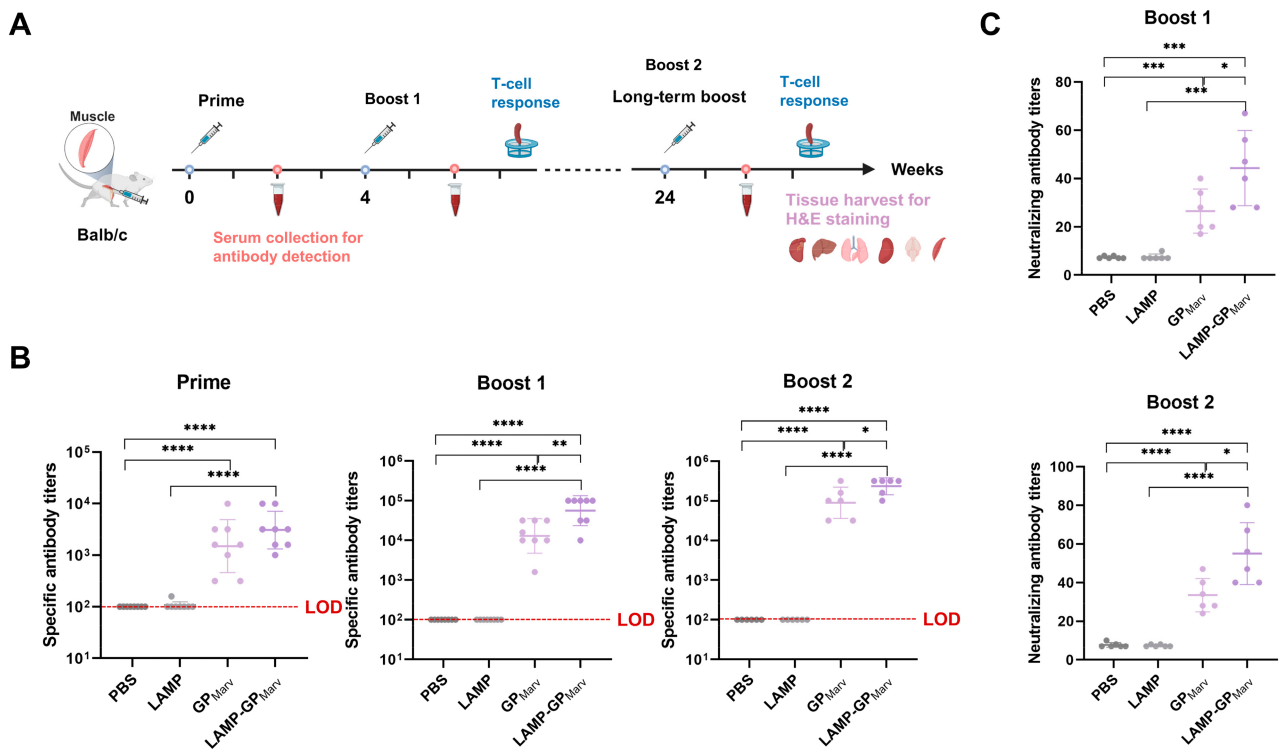 A
Muscle
Balb/c
Prime
Boost 1
T-cell
response
Boost 2
Long-term boost
T-cell
response
0
4
24
Weeks
Serum collection for
antibody detection
Tissue harvest for
H&E staining
C
Boost 1
***
*** *
***
Neutralizing antibody titers
80
60
40
20
0
PBS
LAMP
GPMarv
LAMP-GPMarv
B
Prime
****
****
****
Specific antibody titers
10⁵
10⁴
10³
10²
10¹
LOD
PBS
LAMP
GPMarv
LAMP-GPMarv
Boost 1
****
**** **
****
Specific antibody titers
10⁶
10⁵
10⁴
10³
10²
10¹
LOD
PBS
LAMP
GPMarv
LAMP-GPMarv
Boost 2
****
**** *
****
Specific antibody titers
10⁶
10⁵
10⁴
10³
10²
10¹
LOD
PBS
LAMP
GPMarv
LAMP-GPMarv
Boost 2
****
**** *
****
Neutralizing antibody titers
100
80
60
40
20
0
PBS
LAMP
GPMarv
LAMP-GPMarv